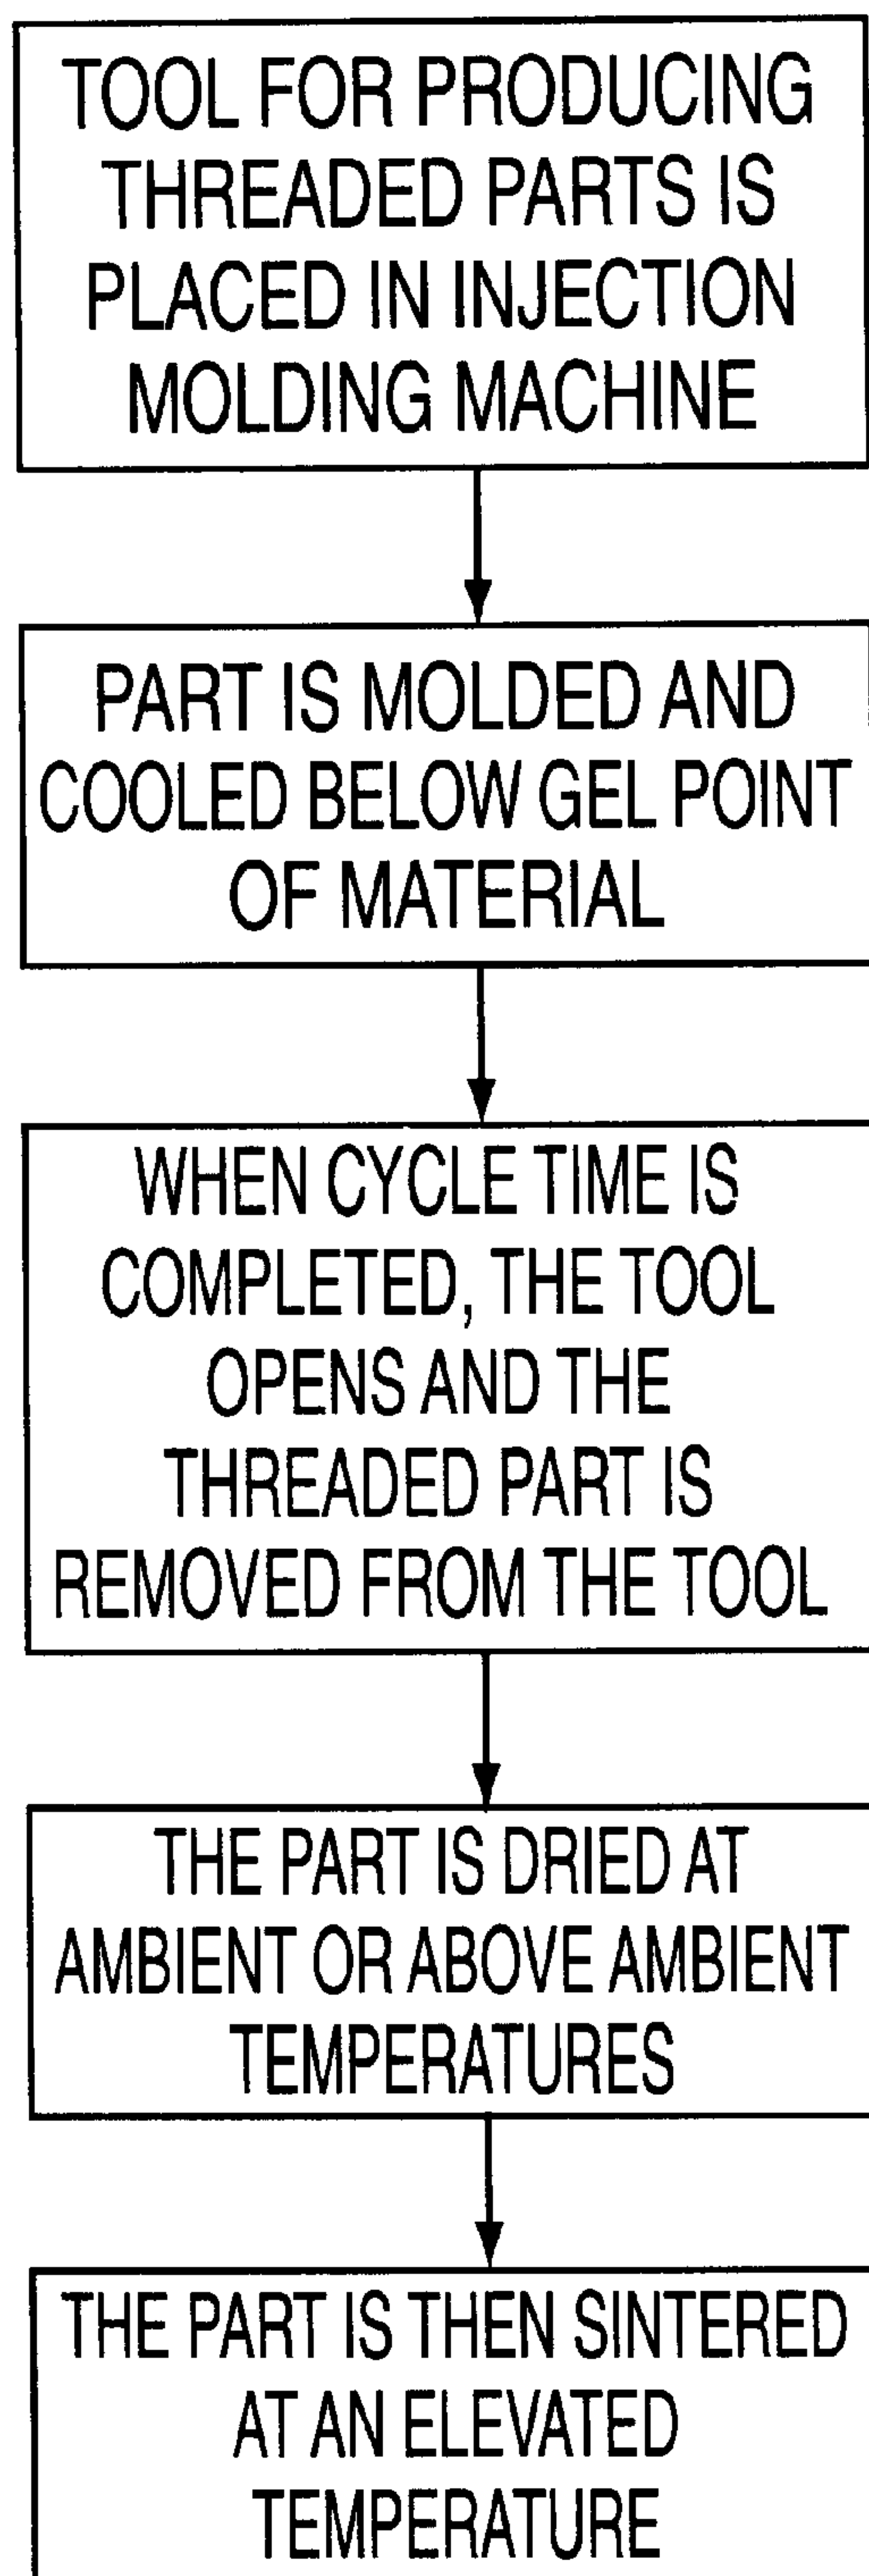 TOOL FOR PRODUCING
THREADED PARTS IS
PLACED IN INJECTION
MOLDING MACHINE
PART IS MOLDED AND
COOLED BELOW GEL POINT
OF MATERIAL
WHEN CYCLE TIME IS
COMPLETED, THE TOOL
OPENS AND THE
THREADED PART IS
REMOVED FROM THE TOOL
THE PART IS DRIED AT
AMBIENT OR ABOVE AMBIENT
TEMPERATURES
THE PART IS THEN SINTERED
AT AN ELEVATED
TEMPERATURE